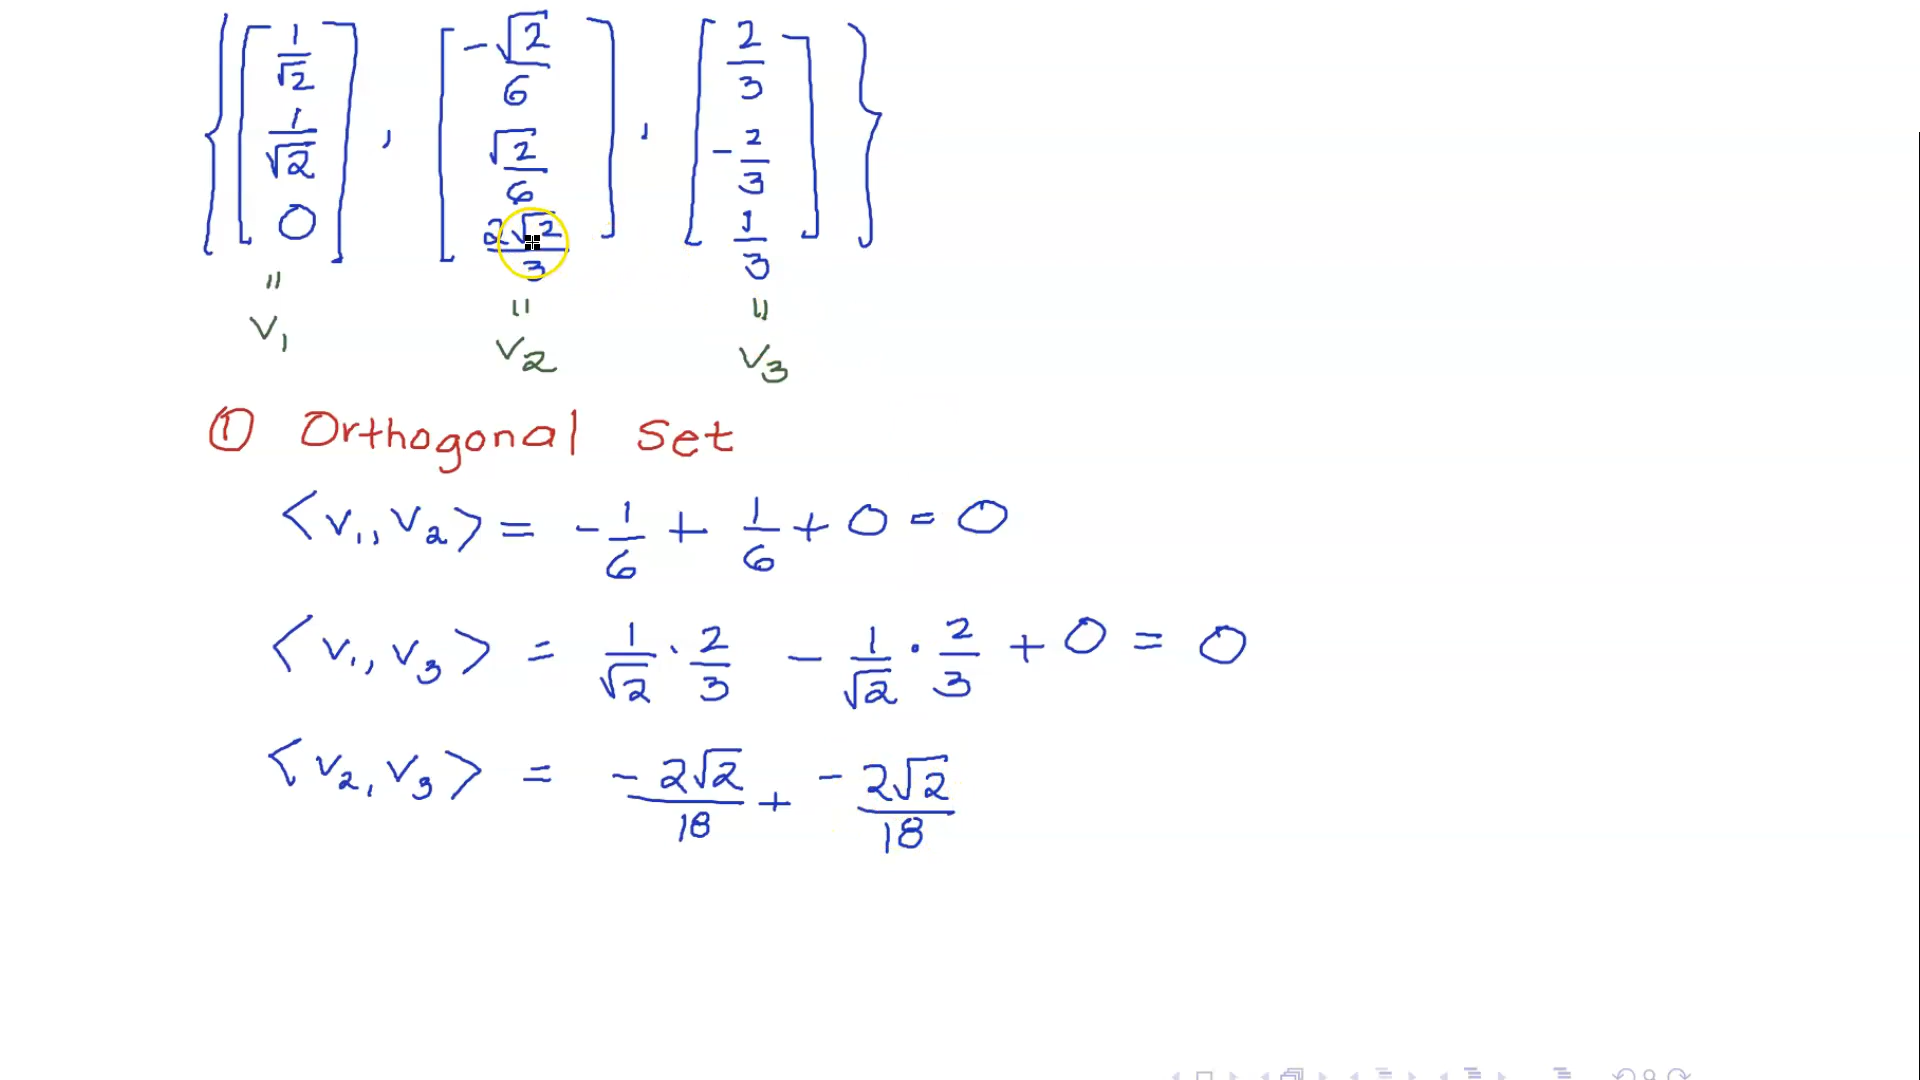 { [ 1/√2 1/√2 0 ] , [ -√2/6 √2/6 2√2/3 ] , [ 2/3 -2/3 1/3 ] }
= = =
v1 v2 v3
① Orthogonal Set
<v1, v2> = -1/6 + 1/6 + 0 = 0
<v1, v3> = 1/√2 · 2/3 - 1/√2 · 2/3 + 0 = 0
<v2, v3> = -2√2/18 + -2√2/18